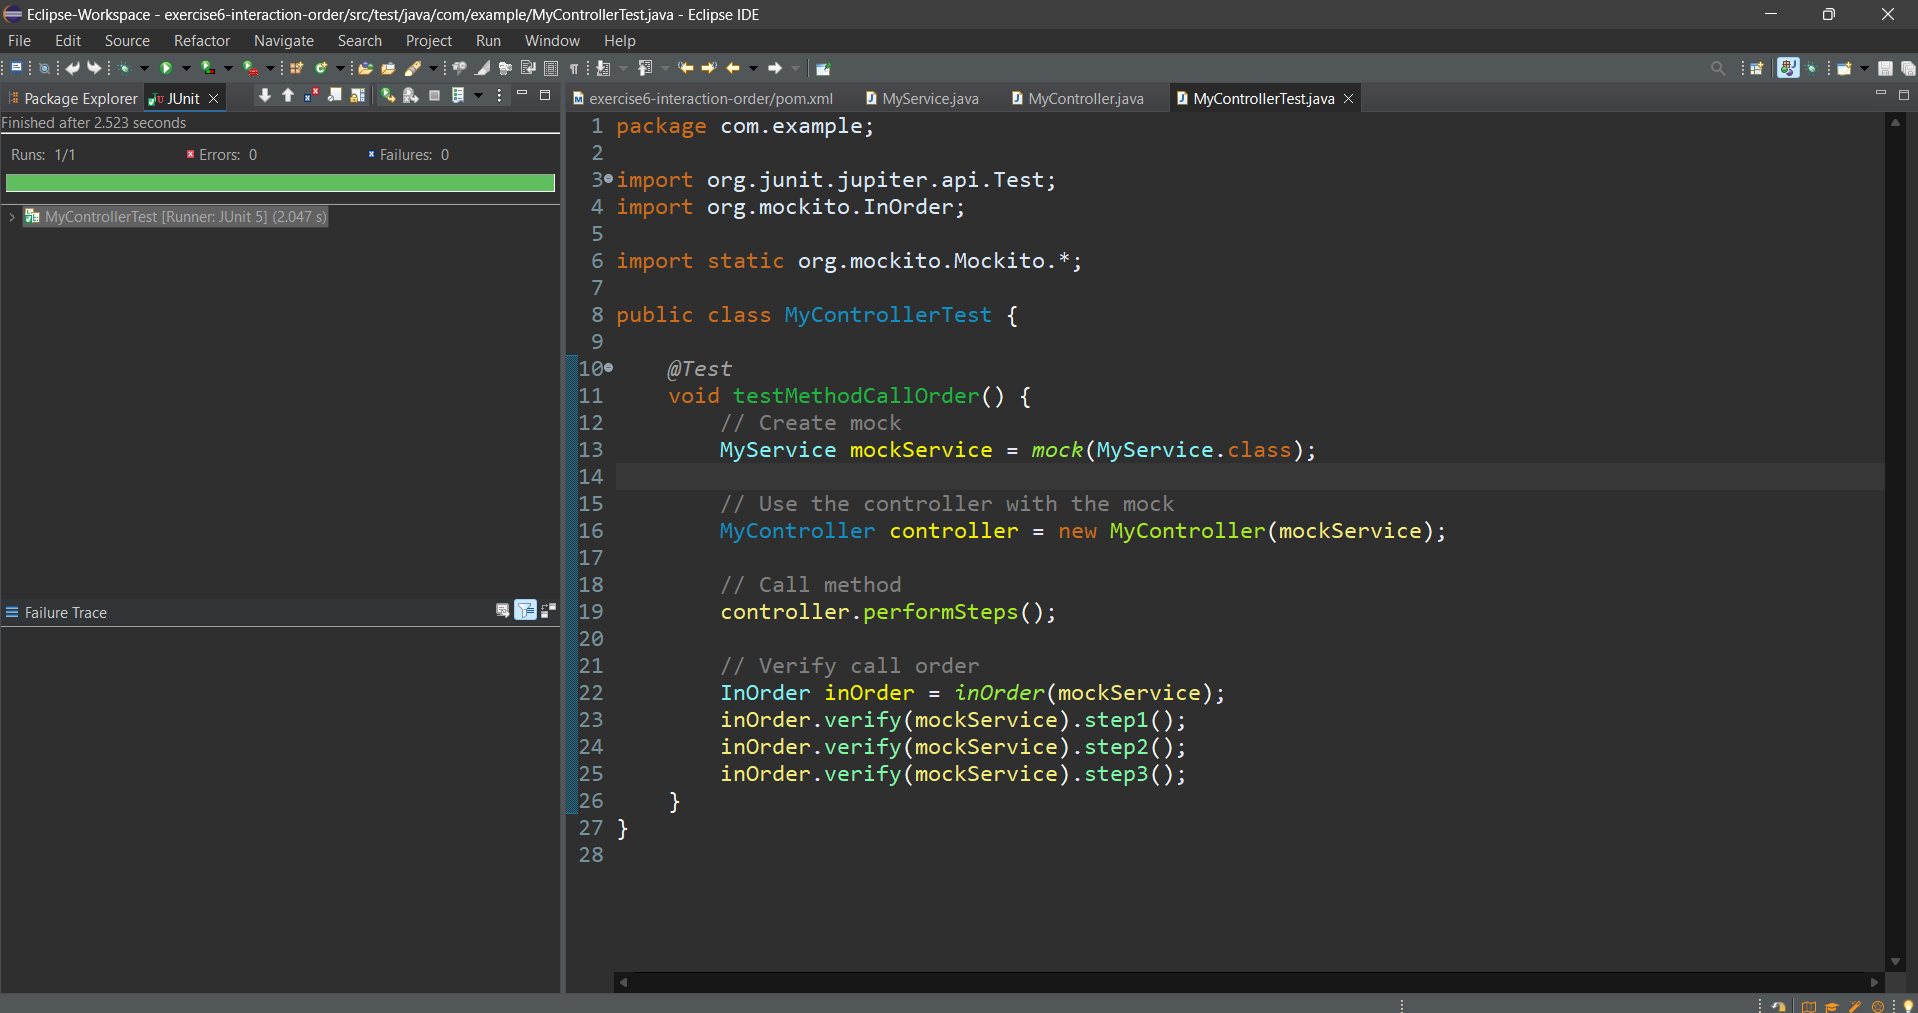 Eclipse-Workspace - exercise6-interaction-order/src/test/java/com/example/MyControllerTest.java - Eclipse IDE
File Edit Source Refactor Navigate Search Project Run Window Help
Package Explorer JUnit
Finished after 2.523 seconds
Runs: 1/1 Errors: 0 Failures: 0
MyControllerTest [Runner: JUnit 5] (2.047 s)
Failure Trace
exercise6-interaction-order/pom.xml MyService.java MyController.java MyControllerTest.java
1 package com.example;
2
3 import org.junit.jupiter.api.Test;
4 import org.mockito.InOrder;
5
6 import static org.mockito.Mockito.*;
7
8 public class MyControllerTest {
9
10     @Test
11     void testMethodCallOrder() {
12         // Create mock
13         MyService mockService = mock(MyService.class);
14
15         // Use the controller with the mock
16         MyController controller = new MyController(mockService);
17
18         // Call method
19         controller.performSteps();
20
21         // Verify call order
22         InOrder inOrder = inOrder(mockService);
23         inOrder.verify(mockService).step1();
24         inOrder.verify(mockService).step2();
25         inOrder.verify(mockService).step3();
26     }
27 }
28